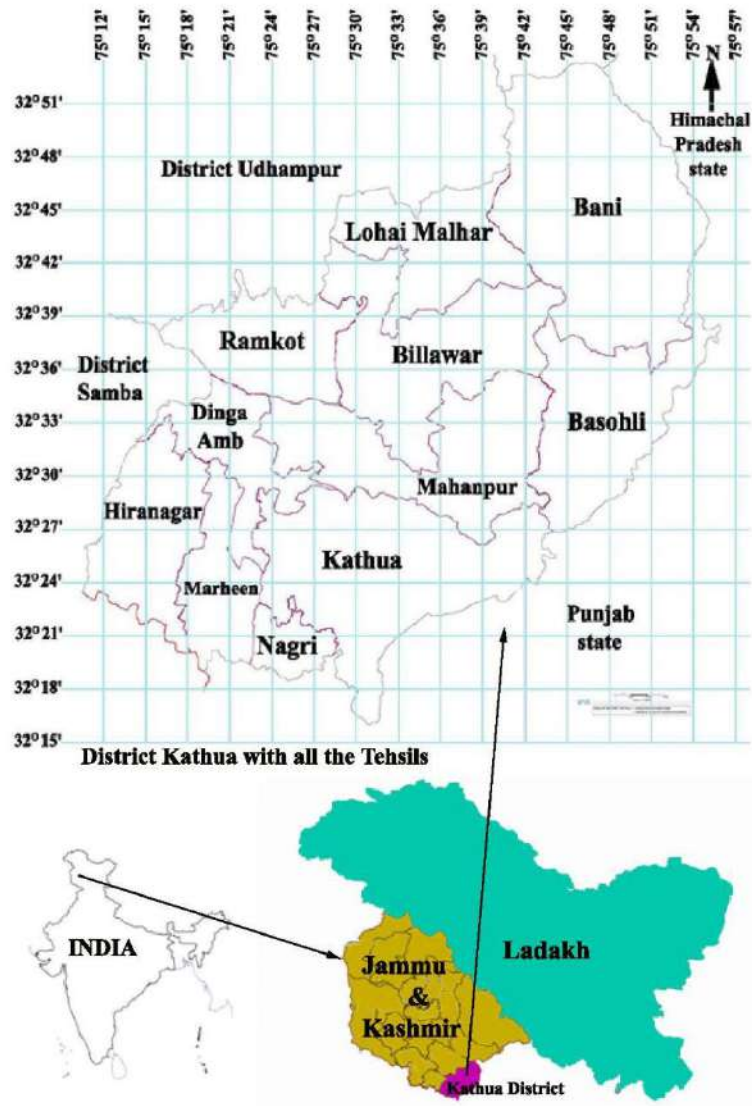 75°12' 75°15' 75°18' 75°21' 75°24' 75°27' 75°30' 75°33' 75°36' 75°39' 75°42' 75°45' 75°48' 75°51' 75°54' 75°57'
N
32°51'
Himachal
Pradesh
state
32°48'
District Udhampur
32°45'
Bani
Lohai Malhar
32°42'
32°39'
Ramkot
Billawar
32°36'
District
Samba
32°33'
Dinga
Amb
Basohli
32°30'
Mahanpur
Hiranagar
32°27'
Kathua
32°24'
Marheen
32°21'
Punjab
state
Nagri
32°18'
32°15'
District Kathua with all the Tehsils
INDIA
Jammu
&
Kashmir
Ladakh
Kathua District